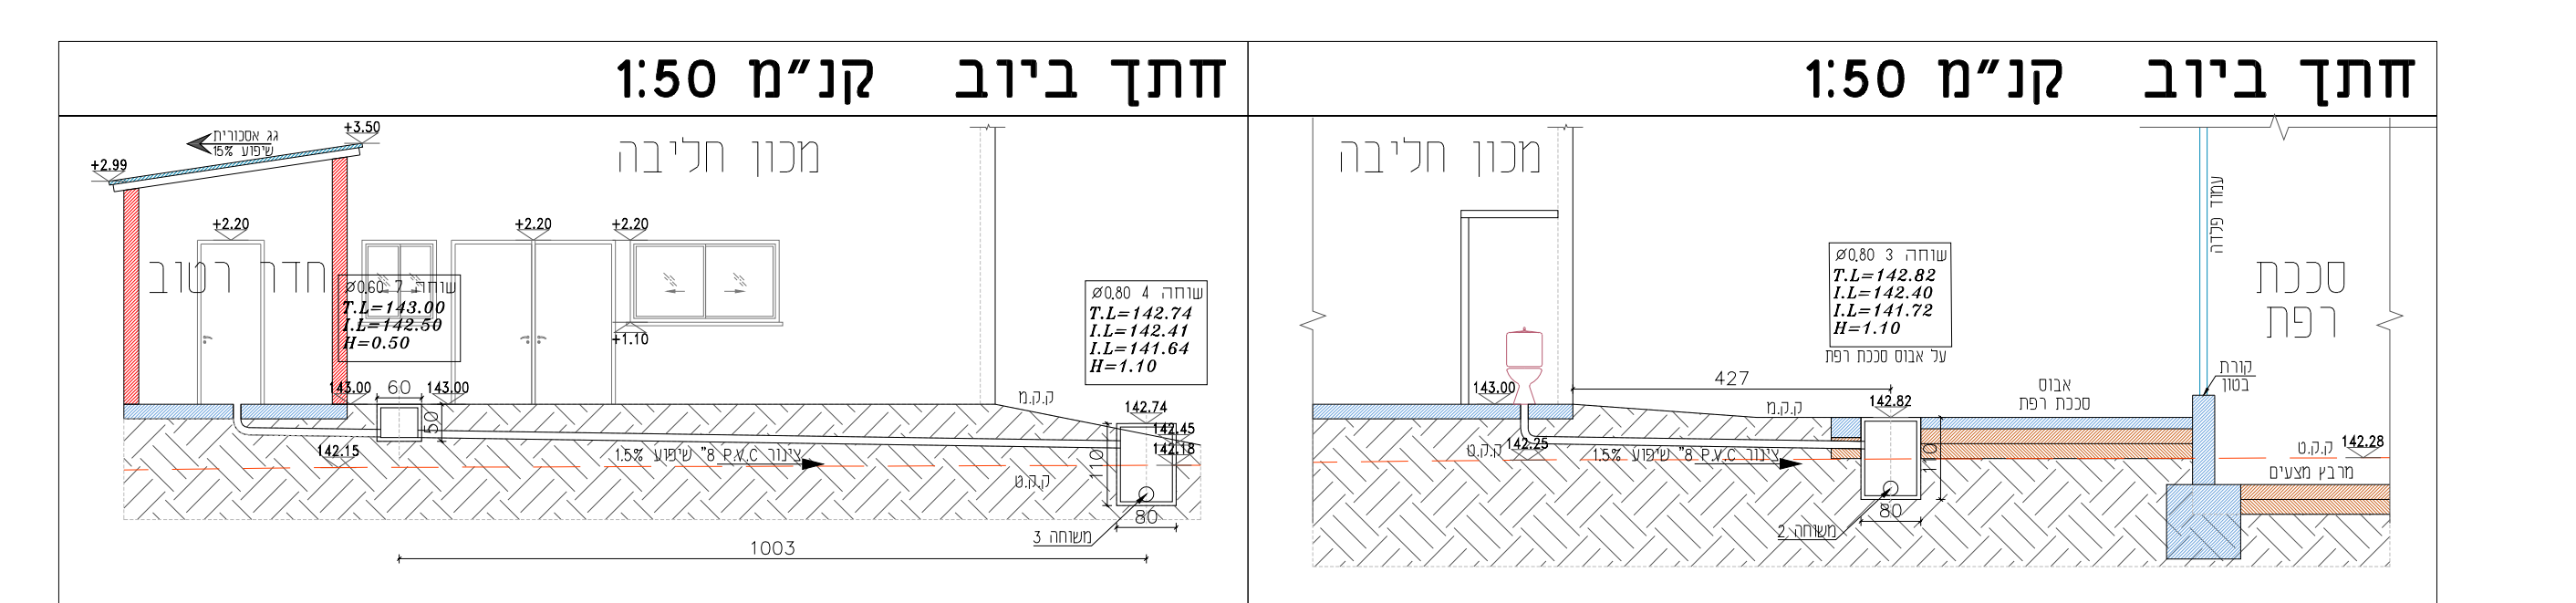 חתך ביוב קנ"מ 1:50
מכון חליבה
גג אסכורית
שיפוע 15%
+3.50
+2.99
+2.20
+2.20
+2.20
+1.10
חדר רטוב
שוחה 7 Ø0.60
T.L=143.00
I.L=142.50
H=0.50
שוחה 4 Ø0.80
T.L=142.74
I.L=142.41
I.L=141.64
H=1.10
143.00
60
143.00
50
142.15
צינור P.V.C 8" שיפוע 1.5%
ק.ק.מ
ק.ק.ט
142.74
142.45
142.18
110
80
משוחה 3
1003
חתך ביוב קנ"מ 1:50
מכון חליבה
עמוד פלדה
סככת
רפת
שוחה 3 Ø0.80
T.L=142.82
I.L=142.40
I.L=141.72
H=1.10
על אבוס סככת רפת
קורת
בטון
143.00
427
142.82
אבוס
סככת רפת
ק.ק.מ
ק.ק.ט
142.25
צינור P.V.C 8" שיפוע 1.5%
110
80
משוחה 2
ק.ק.ט
142.28
מרבץ מצעים